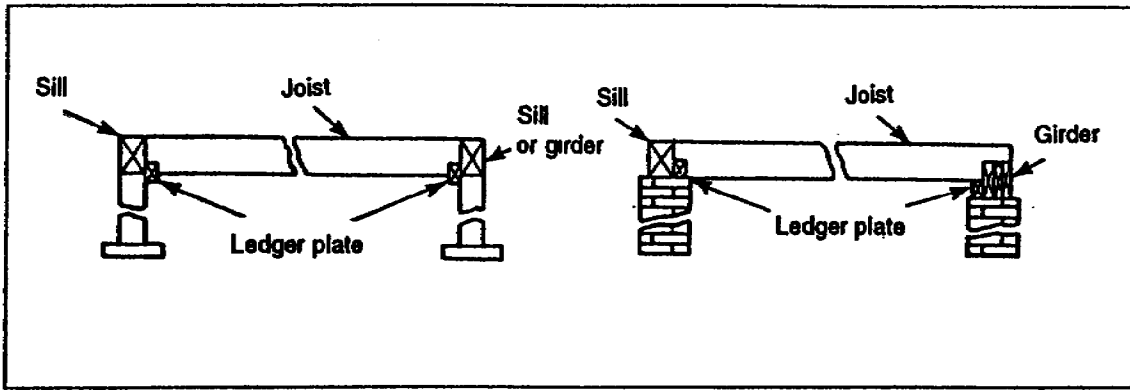 Sill
Joist
Sill
or girder
Ledger plate
Sill
Joist
Girder
Ledger plate